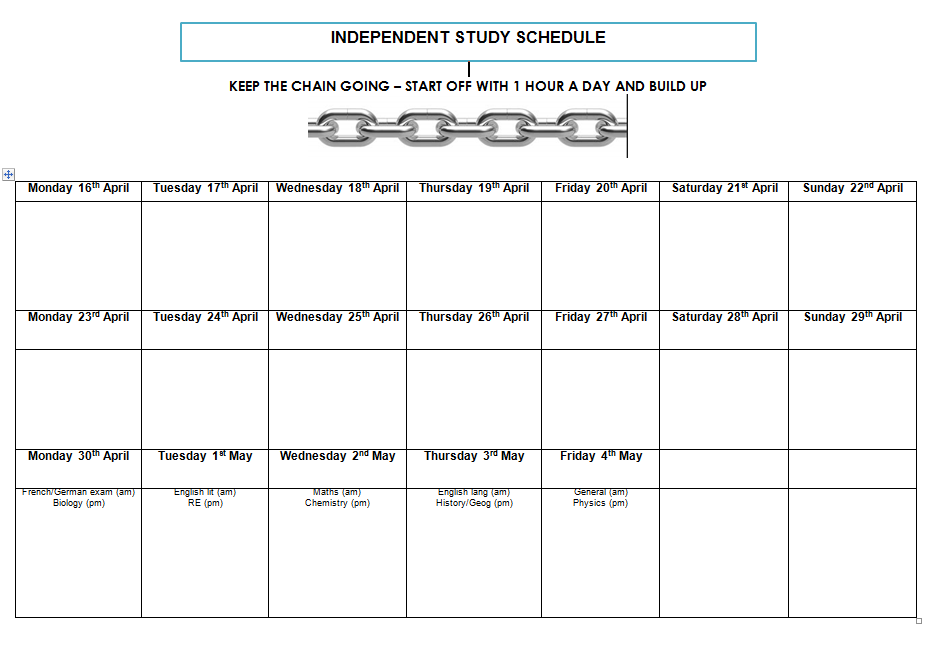 INDEPENDENT STUDY SCHEDULE
KEEP THE CHAIN GOING – START OFF WITH 1 HOUR A DAY AND BUILD UP
Monday 16th April Tuesday 17th April Wednesday 18th April Thursday 19th April Friday 20th April Saturday 21st April Sunday 22nd April
Monday 23rd April Tuesday 24th April Wednesday 25th April Thursday 26th April Friday 27th April Saturday 28th April Sunday 29th April
Monday 30th April Tuesday 1st May Wednesday 2nd May Thursday 3rd May Friday 4th May
French/German exam (am) English lit (am) Maths (am) English lang (am) General (am)
Biology (pm) RE (pm) Chemistry (pm) History/Geog (pm) Physics (pm)